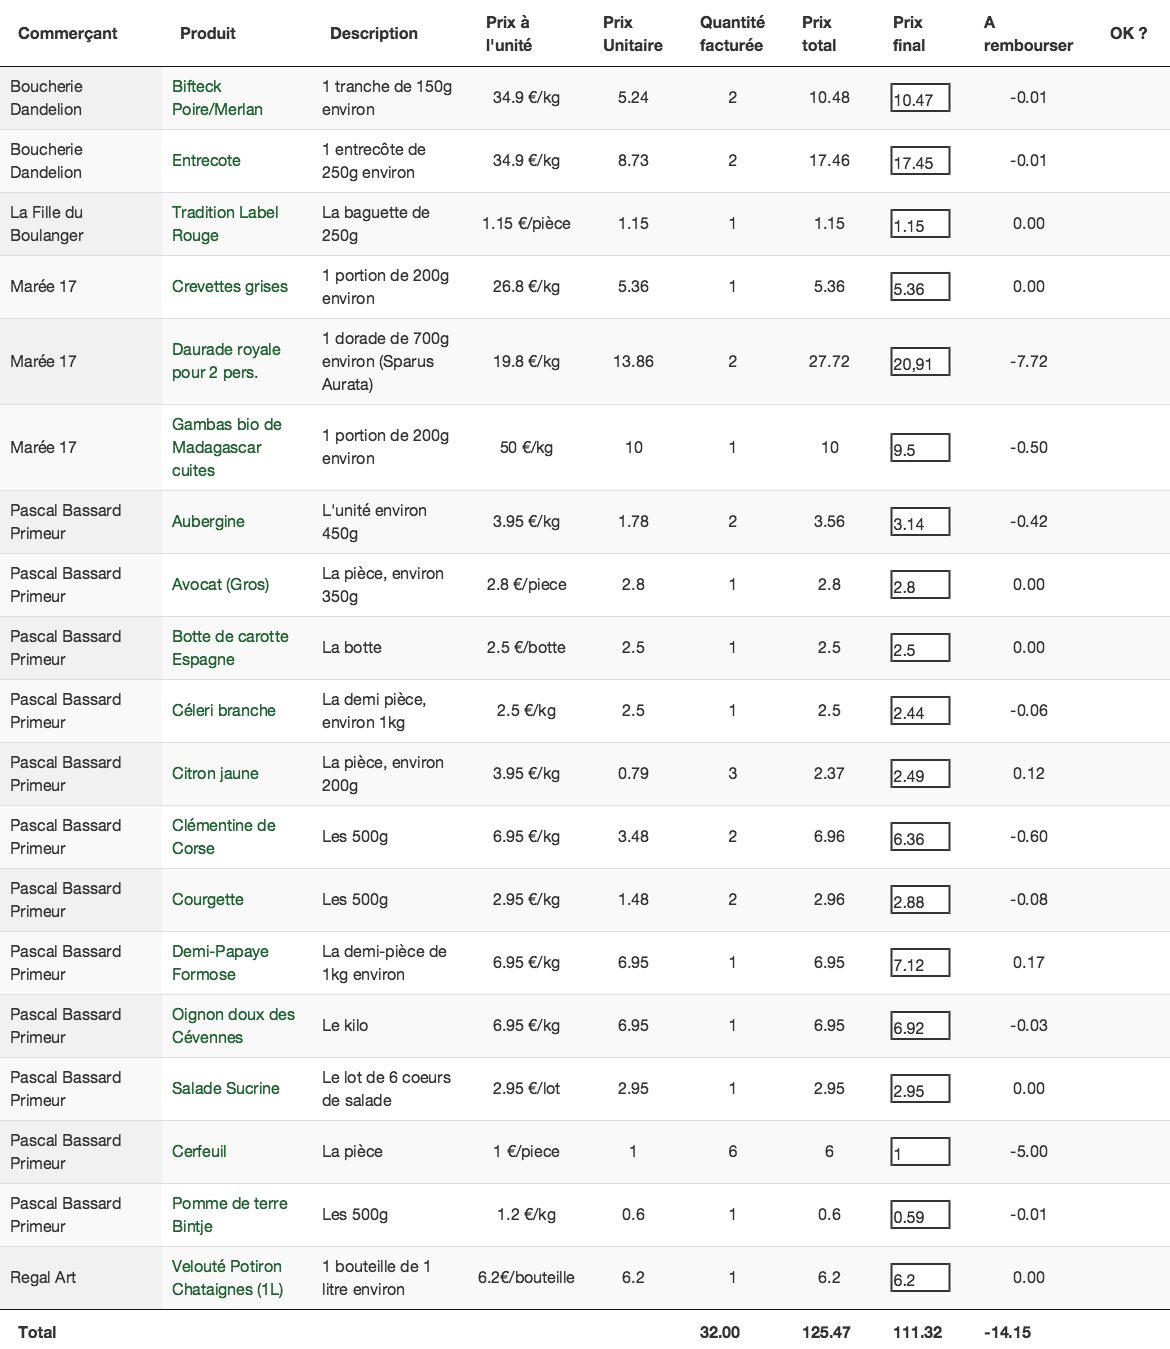 Commerçant Produit Description Prix à l'unité Prix Unitaire Quantité facturée Prix total Prix final A rembourser OK ?
Boucherie Dandelion Bifteck Poire/Merlan 1 tranche de 150g environ 34.9 €/kg 5.24 2 10.48 10.47 -0.01
Boucherie Dandelion Entrecote 1 entrecôte de 250g environ 34.9 €/kg 8.73 2 17.46 17.45 -0.01
La Fille du Boulanger Tradition Label Rouge La baguette de 250g 1.15 €/pièce 1.15 1 1.15 1.15 0.00
Marée 17 Crevettes grises 1 portion de 200g environ 26.8 €/kg 5.36 1 5.36 5.36 0.00
Marée 17 Daurade royale pour 2 pers. 1 dorade de 700g environ (Sparus Aurata) 19.8 €/kg 13.86 2 27.72 20,91 -7.72
Marée 17 Gambas bio de Madagascar cuites 1 portion de 200g environ 50 €/kg 10 1 10 9.5 -0.50
Pascal Bassard Primeur Aubergine L'unité environ 450g 3.95 €/kg 1.78 2 3.56 3.14 -0.42
Pascal Bassard Primeur Avocat (Gros) La pièce, environ 350g 2.8 €/piece 2.8 1 2.8 2.8 0.00
Pascal Bassard Primeur Botte de carotte Espagne La botte 2.5 €/botte 2.5 1 2.5 2.5 0.00
Pascal Bassard Primeur Céleri branche La demi pièce, environ 1kg 2.5 €/kg 2.5 1 2.5 2.44 -0.06
Pascal Bassard Primeur Citron jaune La pièce, environ 200g 3.95 €/kg 0.79 3 2.37 2.49 0.12
Pascal Bassard Primeur Clémentine de Corse Les 500g 6.95 €/kg 3.48 2 6.96 6.36 -0.60
Pascal Bassard Primeur Courgette Les 500g 2.95 €/kg 1.48 2 2.96 2.88 -0.08
Pascal Bassard Primeur Demi-Papaye Formose La demi-pièce de 1kg environ 6.95 €/kg 6.95 1 6.95 7.12 0.17
Pascal Bassard Primeur Oignon doux des Cévennes Le kilo 6.95 €/kg 6.95 1 6.95 6.92 -0.03
Pascal Bassard Primeur Salade Sucrine Le lot de 6 coeurs de salade 2.95 €/lot 2.95 1 2.95 2.95 0.00
Pascal Bassard Primeur Cerfeuil La pièce 1 €/piece 1 6 6 1 -5.00
Pascal Bassard Primeur Pomme de terre Bintje Les 500g 1.2 €/kg 0.6 1 0.6 0.59 -0.01
Regal Art Velouté Potiron Chataignes (1L) 1 bouteille de 1 litre environ 6.2€/bouteille 6.2 1 6.2 6.2 0.00
Total 32.00 125.47 111.32 -14.15